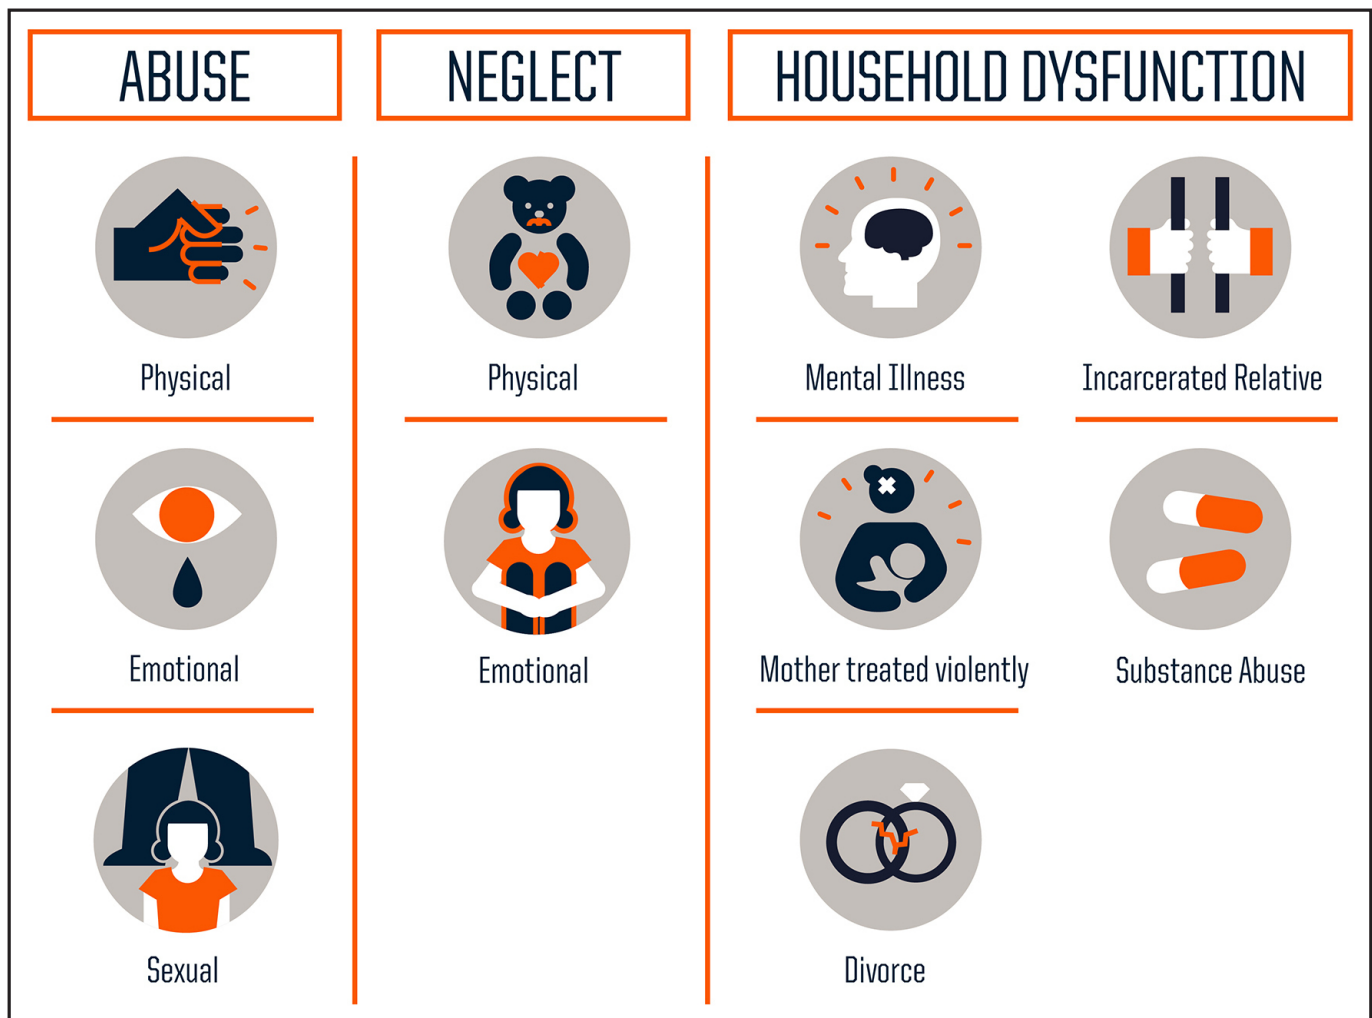 ABUSE
NEGLECT
HOUSEHOLD DYSFUNCTION
Physical
Physical
Mental Illness
Incarcerated Relative
Emotional
Emotional
Mother treated violently
Substance Abuse
Sexual
Divorce